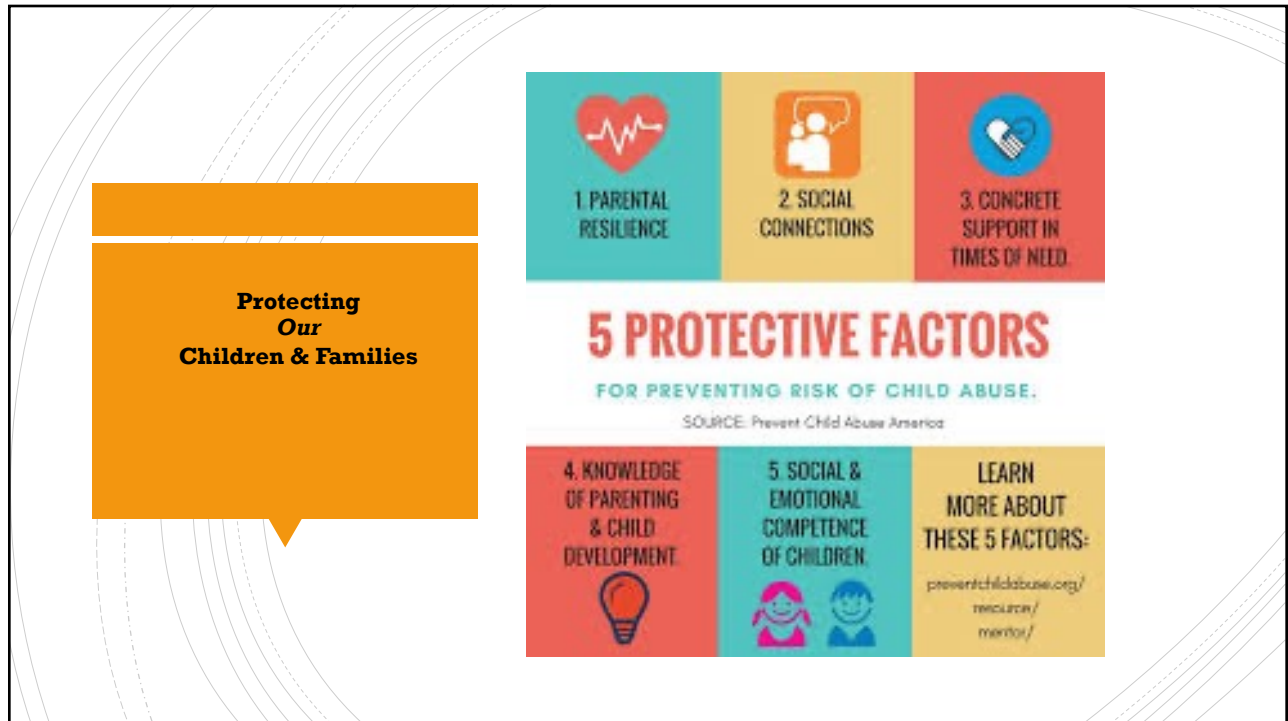 Protecting
Our
Children & Families
1. PARENTAL
RESILIENCE
2. SOCIAL
CONNECTIONS
3. CONCRETE
SUPPORT IN
TIMES OF NEED.
5 PROTECTIVE FACTORS
FOR PREVENTING RISK OF CHILD ABUSE.
SOURCE: Prevent Child Abuse America
4. KNOWLEDGE
OF PARENTING
& CHILD
DEVELOPMENT.
5. SOCIAL &
EMOTIONAL
COMPETENCE
OF CHILDREN.
LEARN
MORE ABOUT
THESE 5 FACTORS:
preventchildabuse.org/
resource/
mentor/